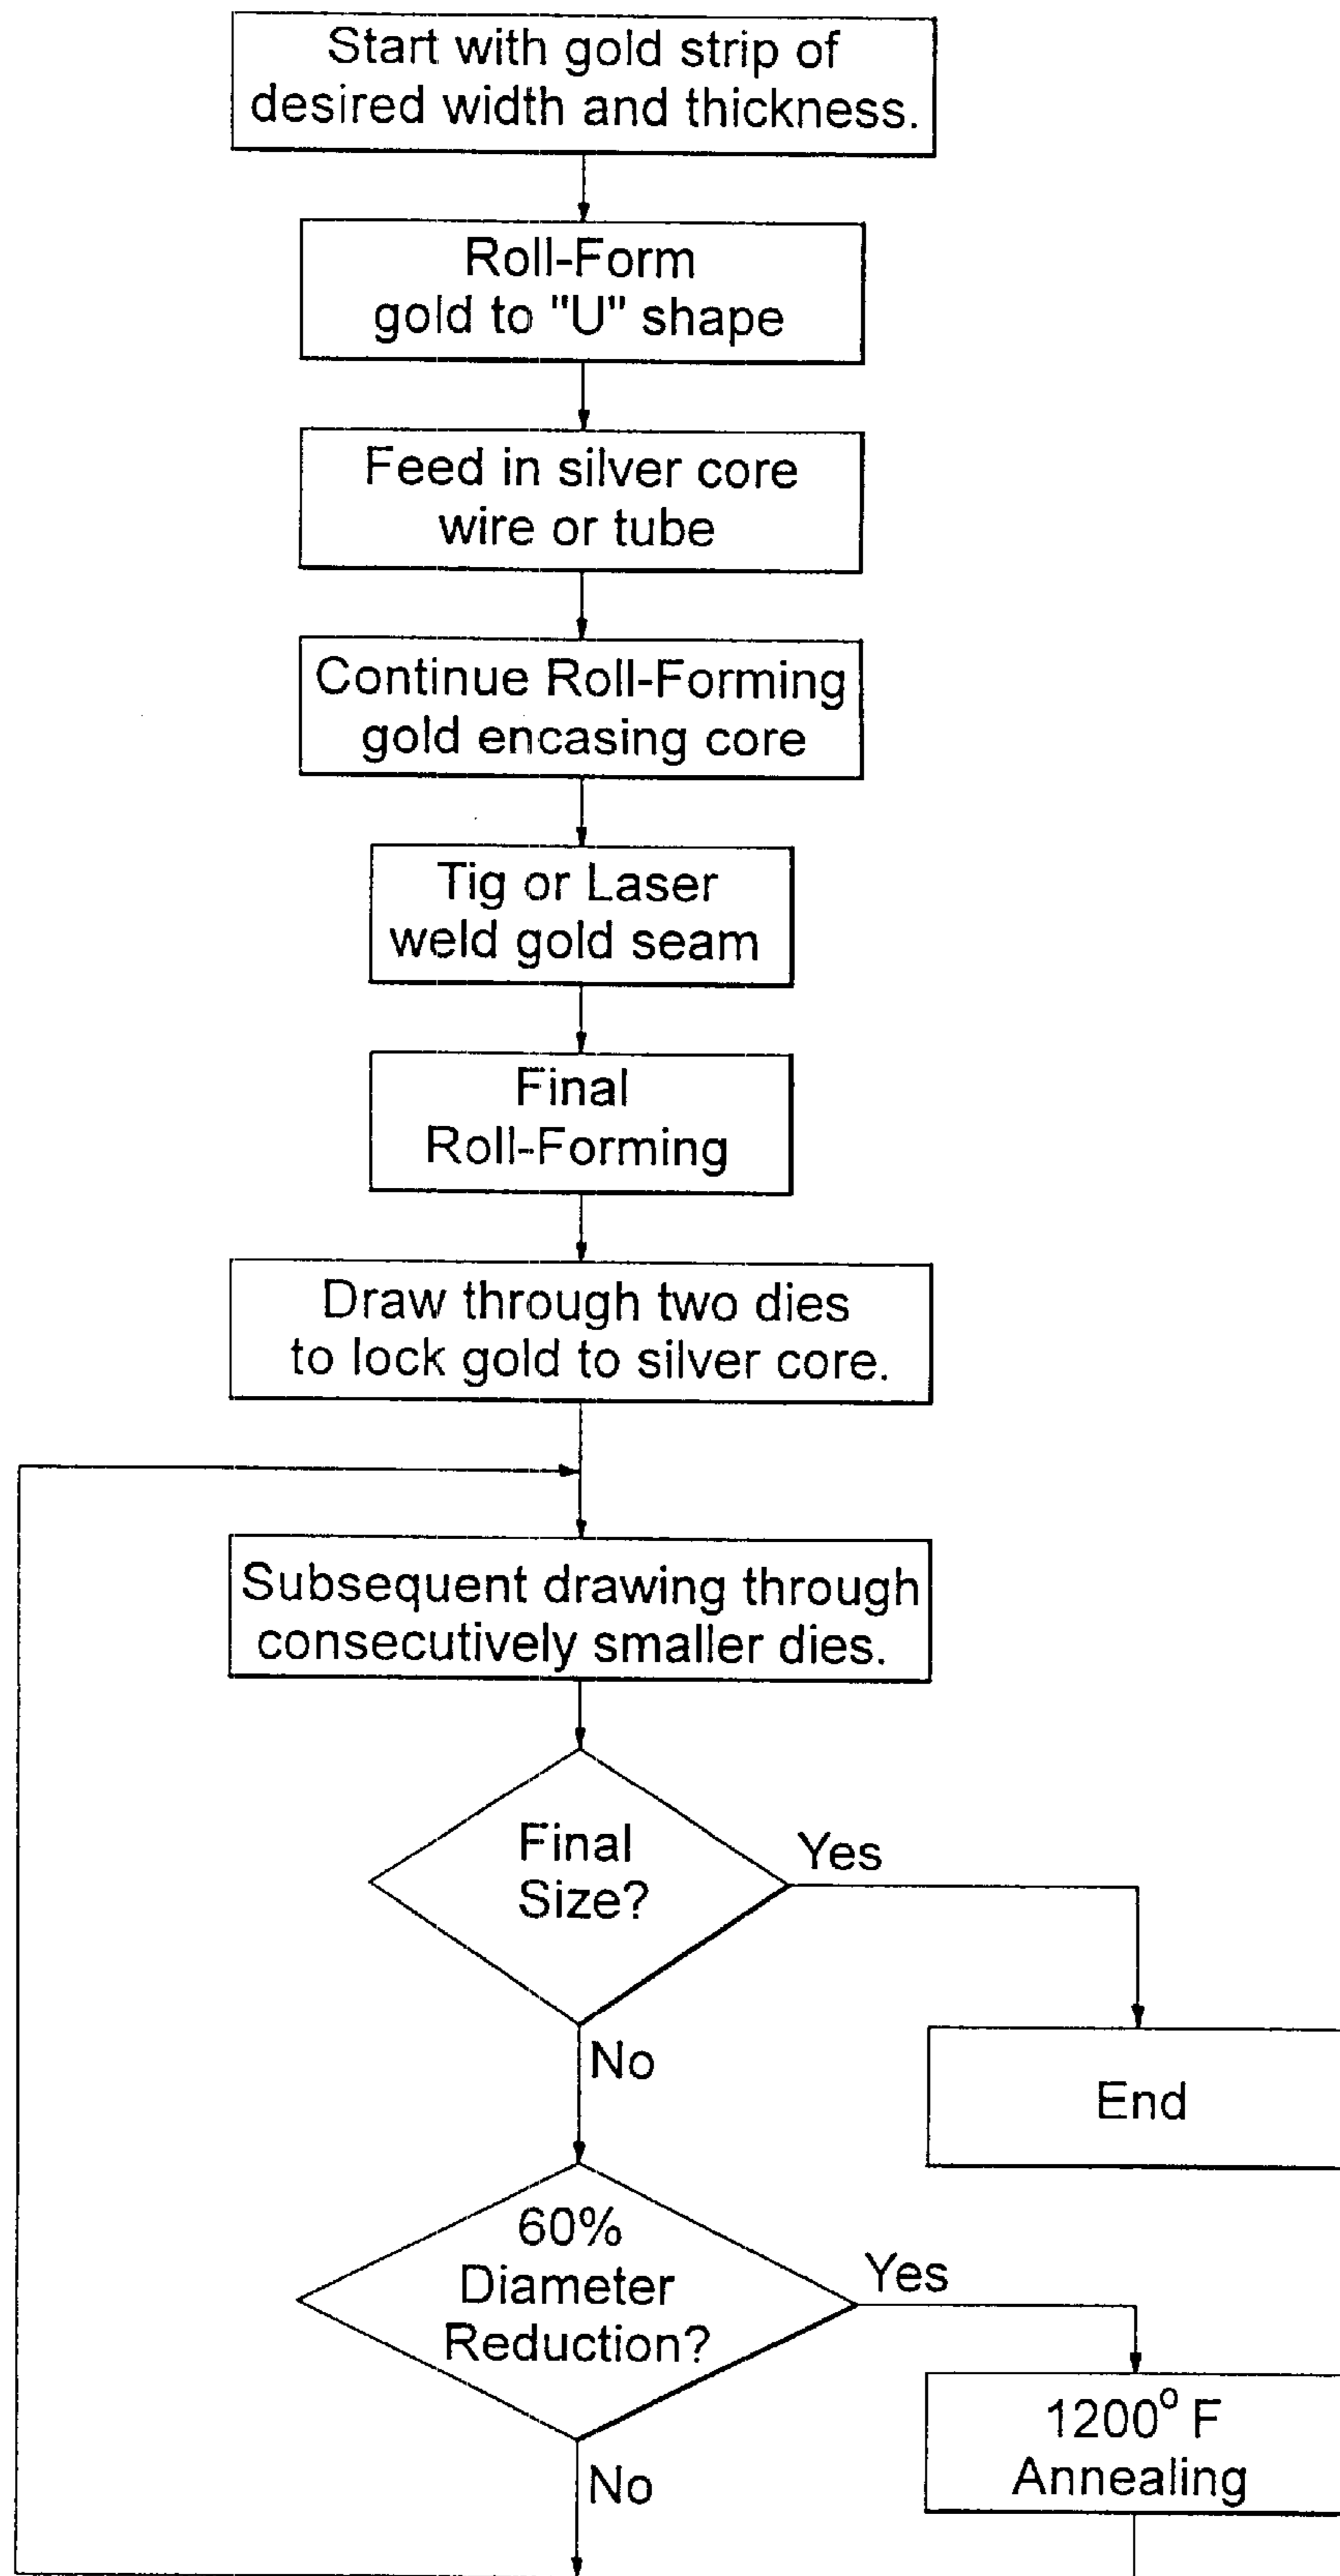 Start with gold strip of
desired width and thickness.
Roll-Form
gold to "U" shape
Feed in silver core
wire or tube
Continue Roll-Forming
gold encasing core
Tig or Laser
weld gold seam
Final
Roll-Forming
Draw through two dies
to lock gold to silver core.
Subsequent drawing through
consecutively smaller dies.
Final
Size?
Yes
No
End
60%
Diameter
Reduction?
Yes
No
1200° F
Annealing